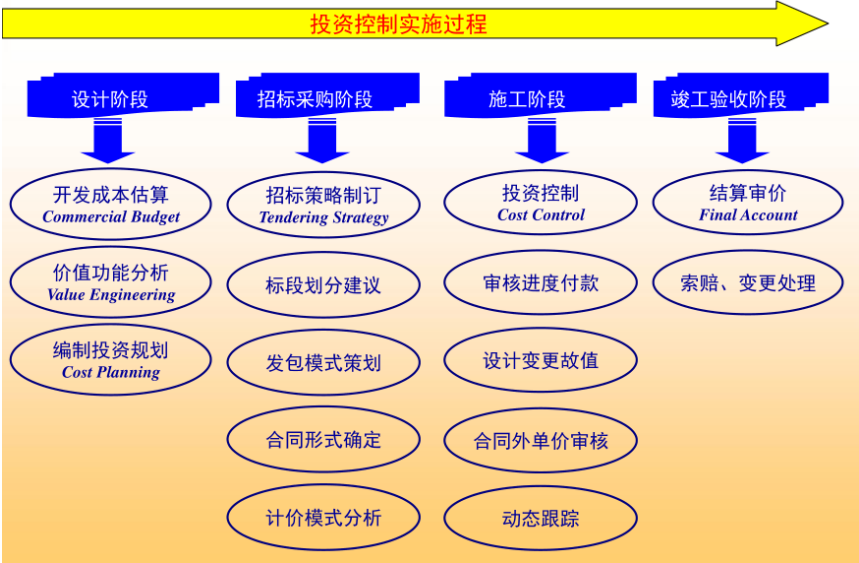 投资控制实施过程
设计阶段
招标采购阶段
施工阶段
竣工验收阶段
开发成本估算
Commercial Budget
价值功能分析
Value Engineering
编制投资规划
Cost Planning
招标策略制订
Tendering Strategy
标段划分建议
发包模式策划
合同形式确定
计价模式分析
投资控制
Cost Control
审核进度付款
设计变更故值
合同外单价审核
动态跟踪
结算审价
Final Account
索赔、变更处理